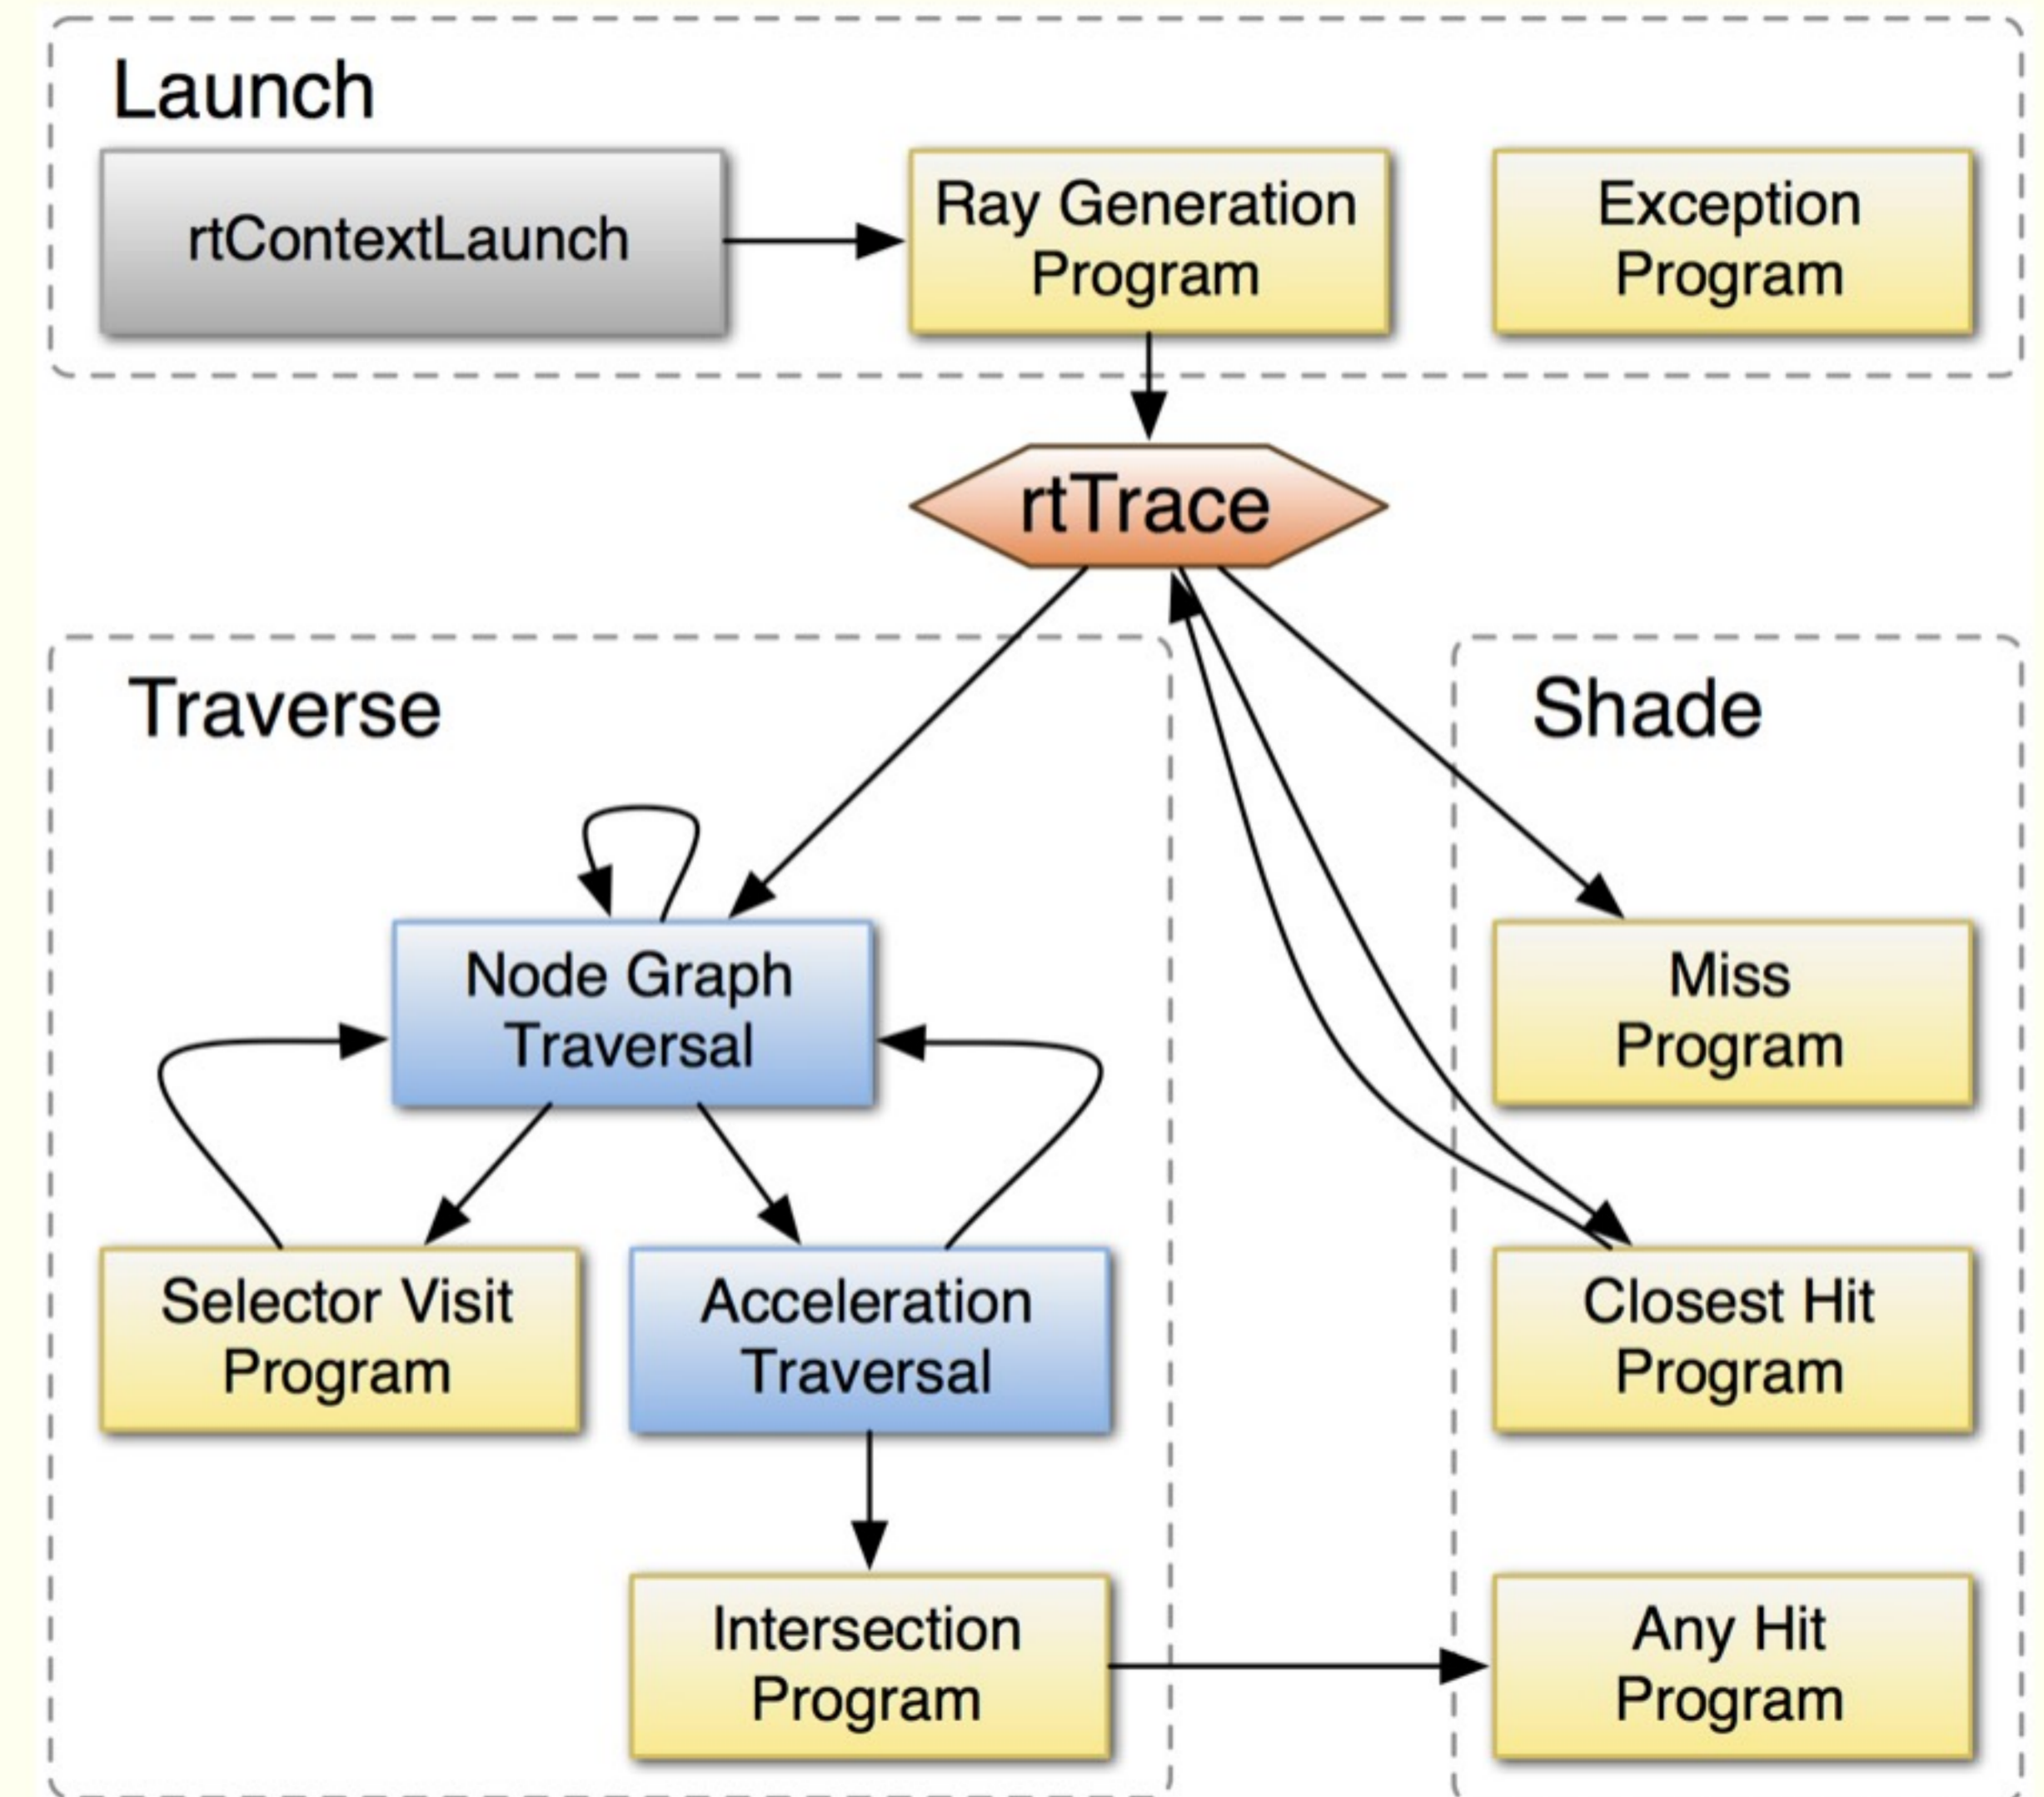 Launch
rtContextLaunch
Ray Generation
Program
Exception
Program
rtTrace
Traverse
Shade
Node Graph
Traversal
Miss
Program
Selector Visit
Program
Acceleration
Traversal
Closest Hit
Program
Intersection
Program
Any Hit
Program